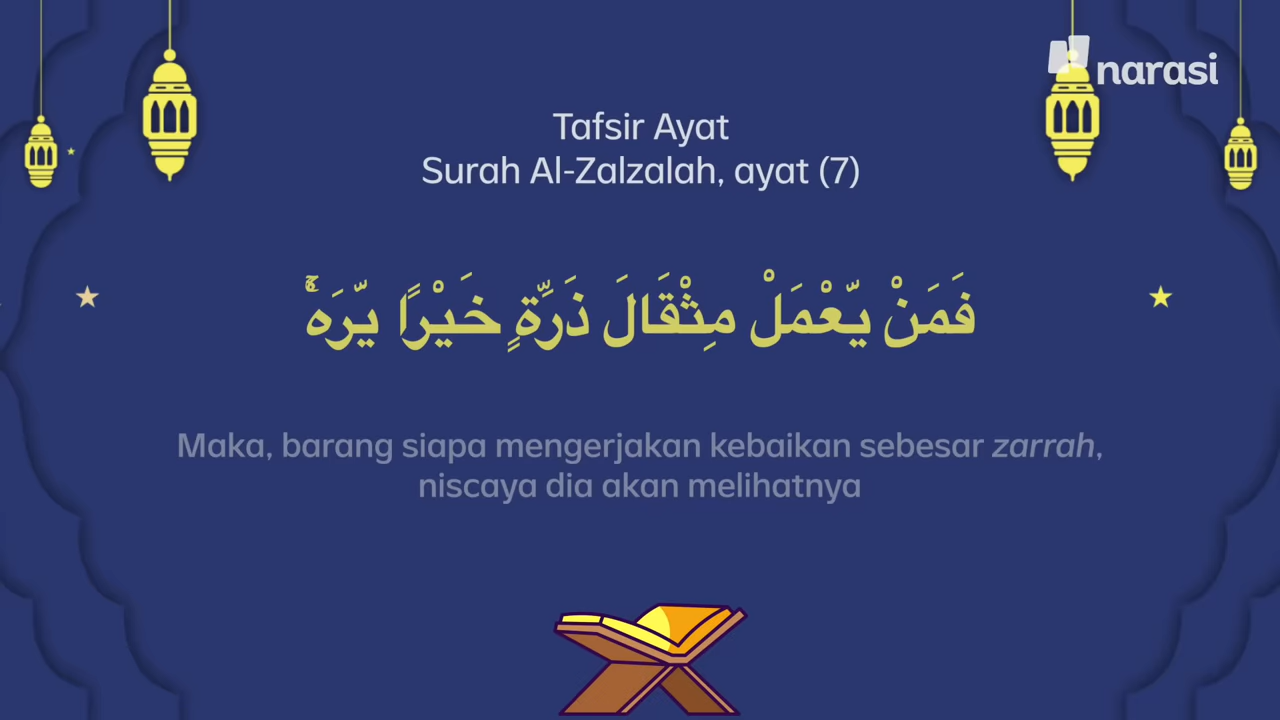 narasi
Tafsir Ayat
Surah Al-Zalzalah, ayat (7)
فَمَنْ يَّعْمَلْ مِثْقَالَ ذَرَّةٍ خَيْرًا يَّرَهٗۚ
Maka, barang siapa mengerjakan kebaikan sebesar zarrah,
niscaya dia akan melihatnya